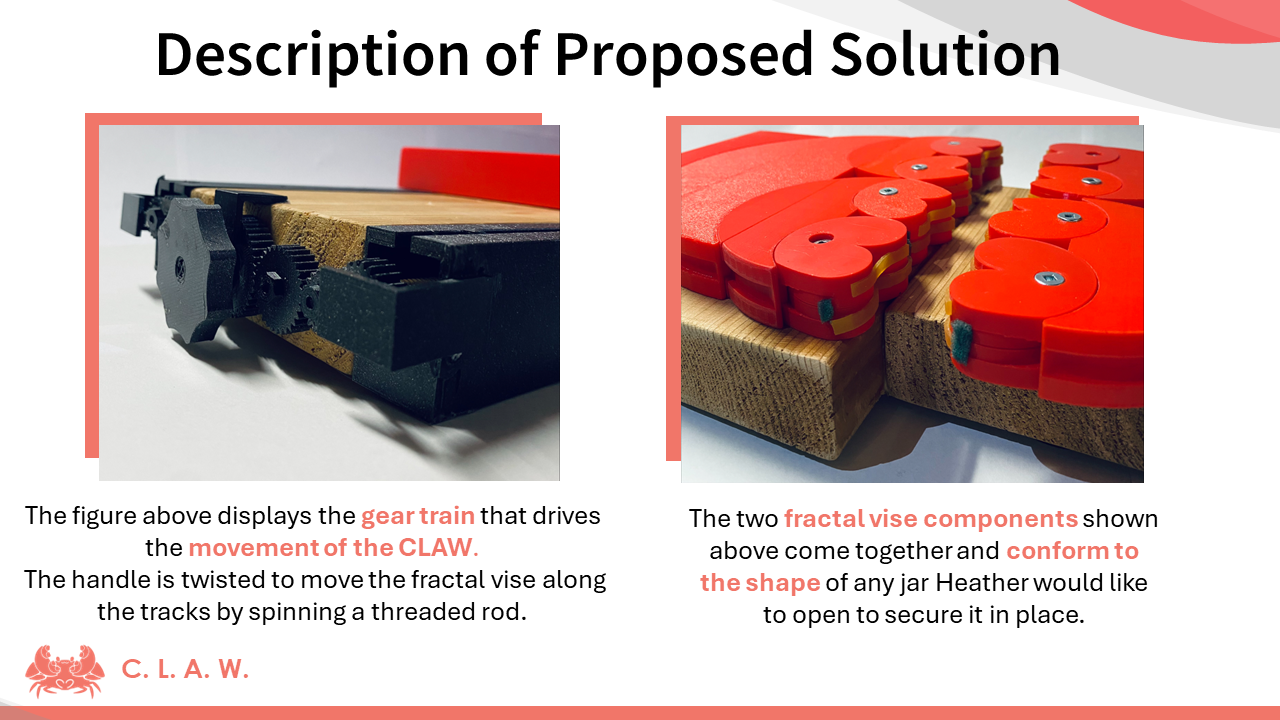 Description of Proposed Solution
The figure above displays the gear train that drives
the movement of the CLAW.
The handle is twisted to move the fractal vise along
the tracks by spinning a threaded rod.
The two fractal vise components shown
above come together and conform to
the shape of any jar Heather would like
to open to secure it in place.
C. L. A. W.